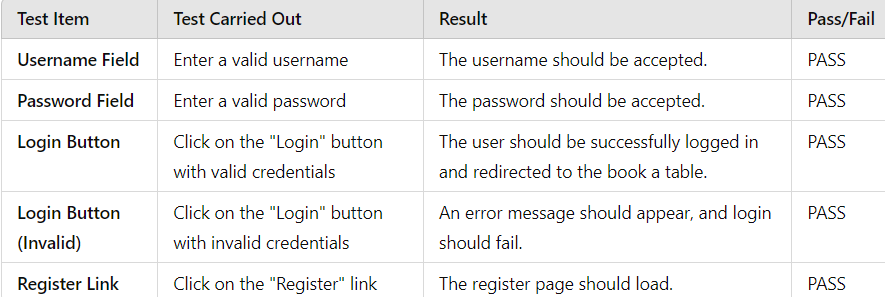 Test Item Test Carried Out Result Pass/Fail
Username Field Enter a valid username The username should be accepted. PASS
Password Field Enter a valid password The password should be accepted. PASS
Login Button Click on the "Login" button The user should be successfully logged in PASS
with valid credentials and redirected to the book a table.
Login Button Click on the "Login" button An error message should appear, and login PASS
(Invalid) with invalid credentials should fail.
Register Link Click on the "Register" link The register page should load. PASS